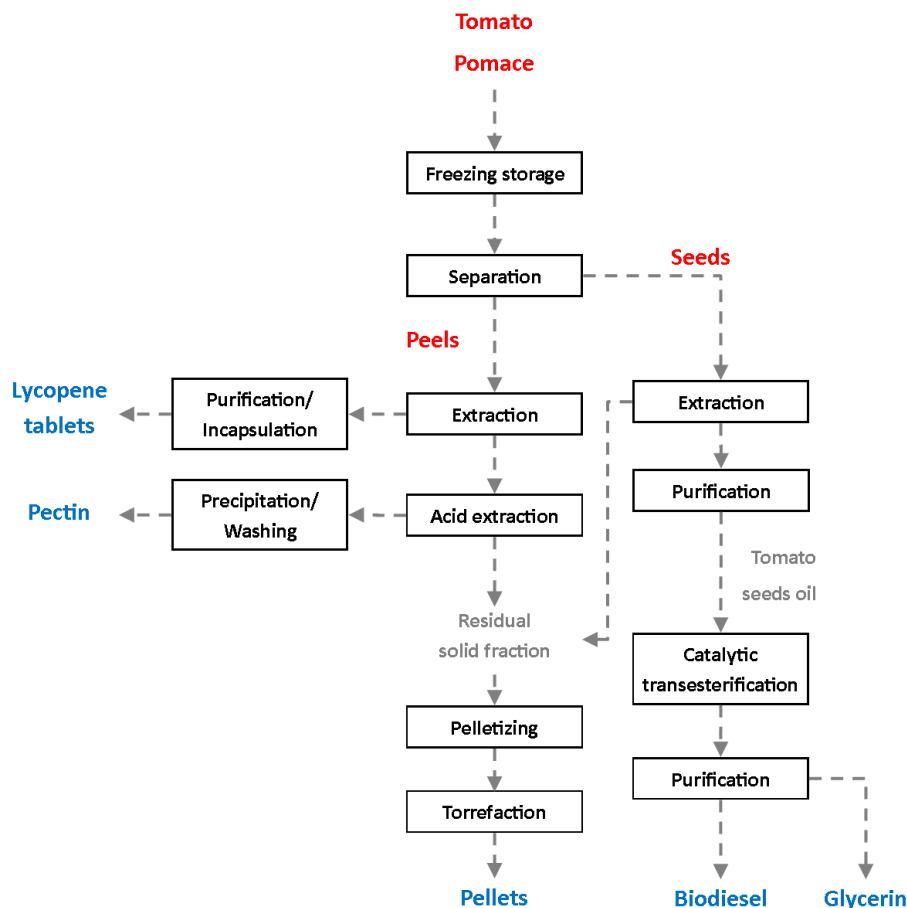 Tomato
Pomace
Freezing storage
Separation
Seeds
Peels
Lycopene
tablets
Purification/
Incapsulation
Extraction
Extraction
Pectin
Precipitation/
Washing
Acid extraction
Purification
Tomato
seeds oil
Residual
solid fraction
Catalytic
transesterification
Pelletizing
Purification
Torrefaction
Pellets
Biodiesel
Glycerin